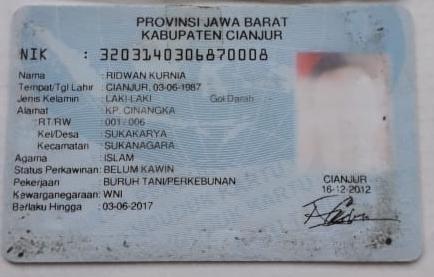 PROVINSI JAWA BARAT
KABUPATEN CIANJUR
NIK : 3203140306870008
Nama : RIDWAN KURNIA
Tempat/Tgl Lahir : CIANJUR, 03-06-1987
Jenis Kelamin : LAKI-LAKI Gol Darah
Alamat : KP. CINANGKA
RT/RW : 001/006
Kel/Desa : SUKAKARYA
Kecamatan : SUKANAGARA
Agama : ISLAM
Status Perkawinan: BELUM KAWIN
Pekerjaan : BURUH TANI/PERKEBUNAN
Kewarganegaraan: WNI
Berlaku Hingga : 03-06-2017
CIANJUR
16-12-2012